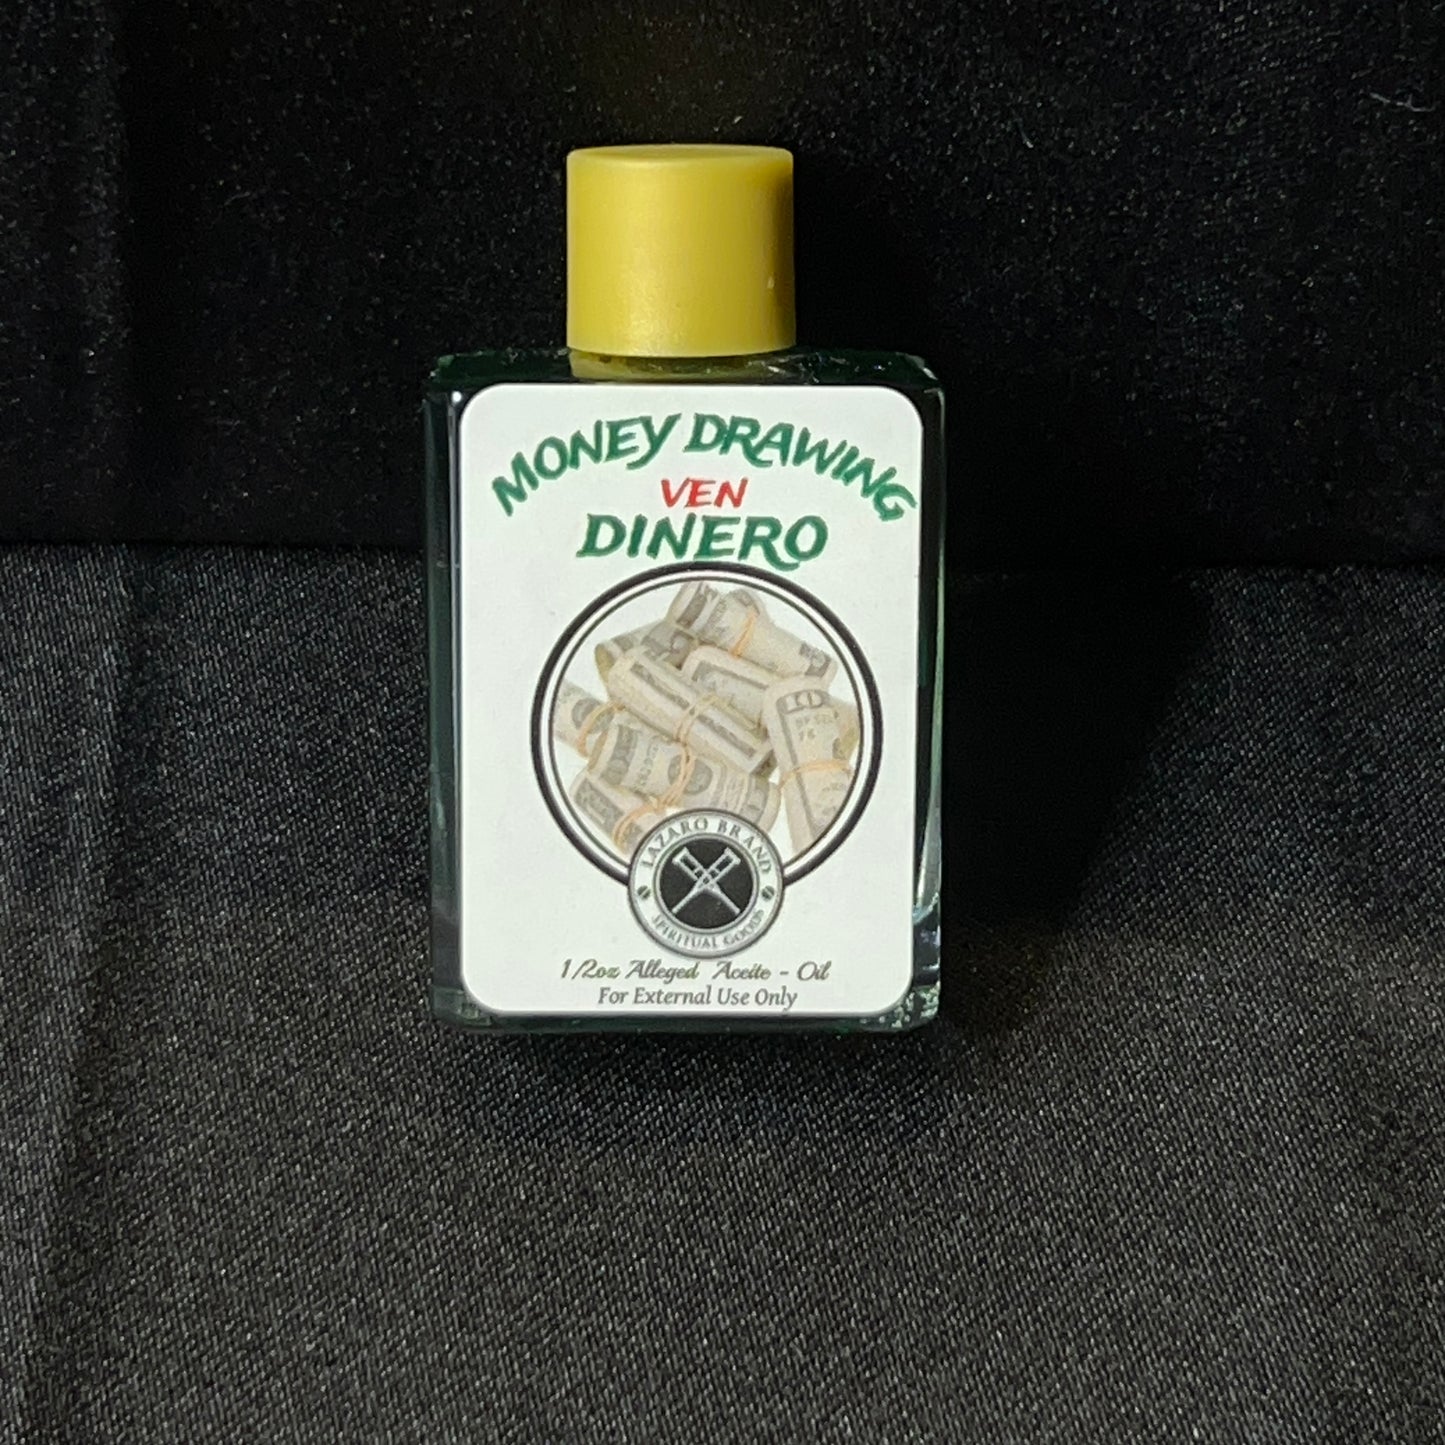 MONEY DRAWING
VEN
DINERO
LAZARO BRAND
SPIRITUAL GOODS
1/2oz Alleged Aceite - Oil
For External Use Only